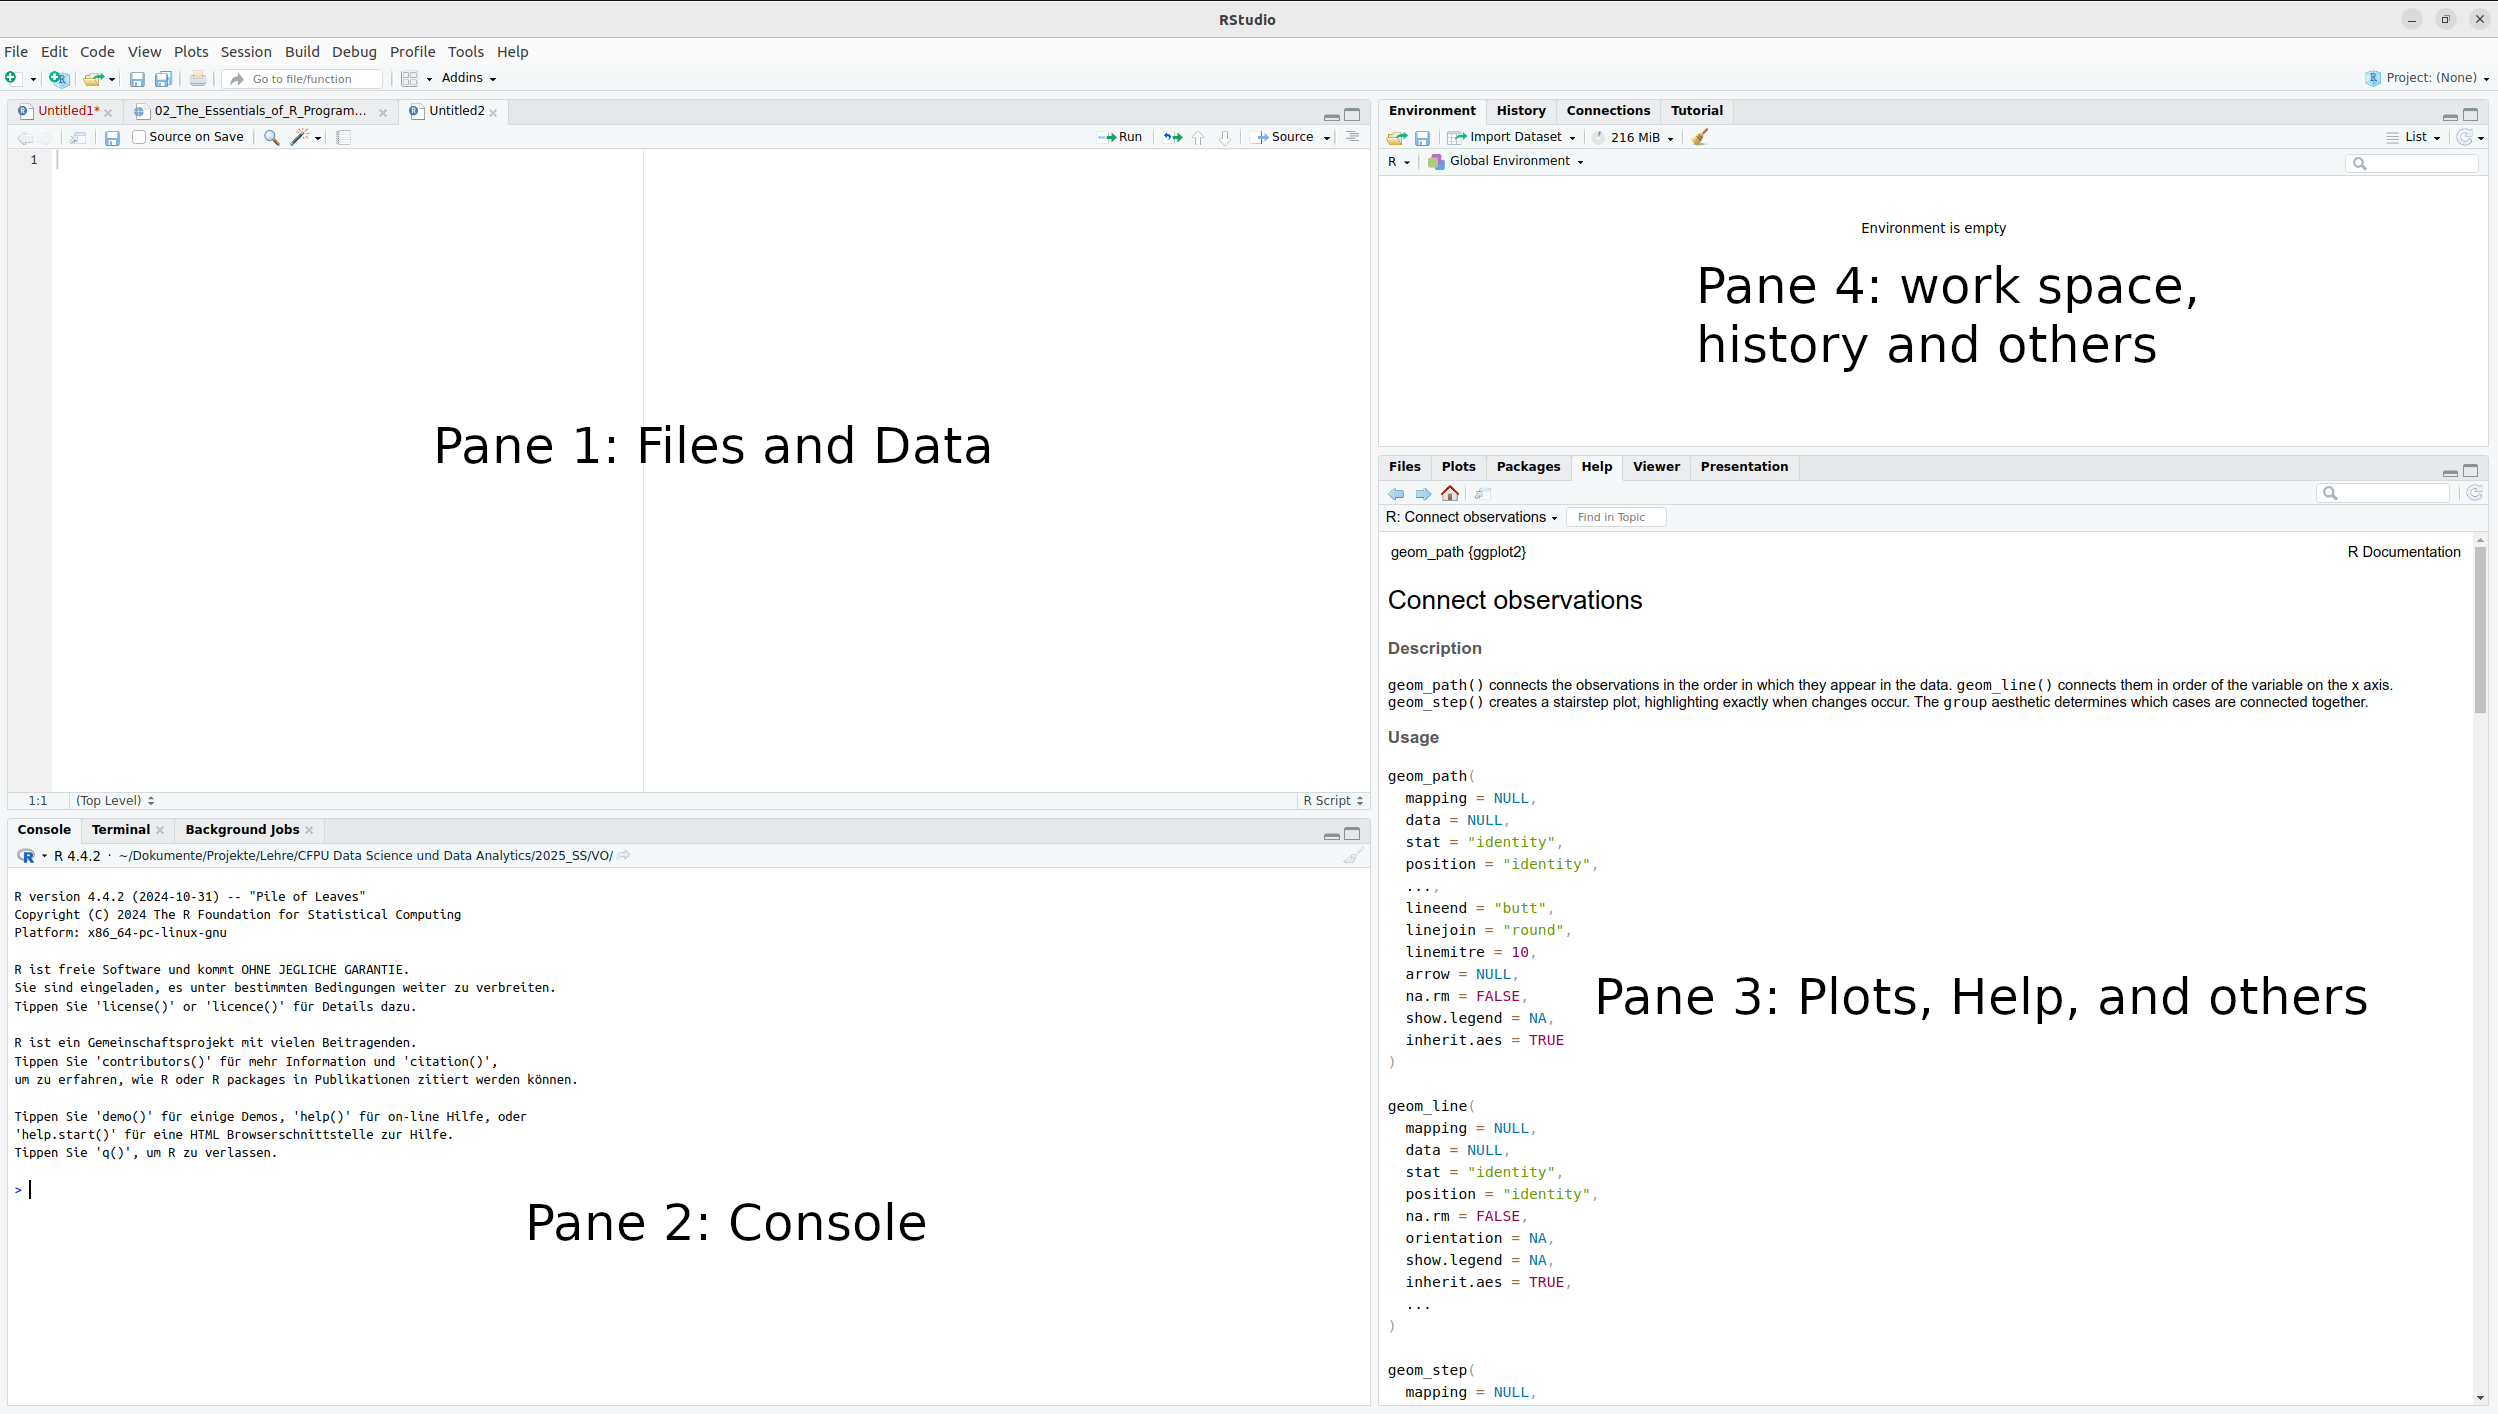 RStudio
File Edit Code View Plots Session Build Debug Profile Tools Help
Go to file/function Addins Project: (None)
Untitled1* 02_The_Essentials_of_R_Program... Untitled2
Source on Save Run Source
1
Pane 1: Files and Data
1:1 (Top Level) R Script
Console Terminal Background Jobs
R 4.4.2 · ~/Dokumente/Projekte/Lehre/CFPU Data Science und Data Analytics/2025_SS/VO/
R version 4.4.2 (2024-10-31) -- "Pile of Leaves"
Copyright (C) 2024 The R Foundation for Statistical Computing
Platform: x86_64-pc-linux-gnu
R ist freie Software und kommt OHNE JEGLICHE GARANTIE.
Sie sind eingeladen, es unter bestimmten Bedingungen weiter zu verbreiten.
Tippen Sie 'license()' or 'licence()' für Details dazu.
R ist ein Gemeinschaftsprojekt mit vielen Beitragenden.
Tippen Sie 'contributors()' für mehr Information und 'citation()',
um zu erfahren, wie R oder R packages in Publikationen zitiert werden können.
Tippen Sie 'demo()' für einige Demos, 'help()' für on-line Hilfe, oder
'help.start()' für eine HTML Browserschnittstelle zur Hilfe.
Tippen Sie 'q()', um R zu verlassen.
>
Pane 2: Console
Environment History Connections Tutorial
Import Dataset 216 MiB List
R Global Environment
Environment is empty
Pane 4: work space,
history and others
Files Plots Packages Help Viewer Presentation
R: Connect observations Find in Topic
geom_path {ggplot2} R Documentation
Connect observations
Description
geom_path() connects the observations in the order in which they appear in the data. geom_line() connects them in order of the variable on the x axis.
geom_step() creates a stairstep plot, highlighting exactly when changes occur. The group aesthetic determines which cases are connected together.
Usage
geom_path(
mapping = NULL,
data = NULL,
stat = "identity",
position = "identity",
...,
lineend = "butt",
linejoin = "round",
linemitre = 10,
arrow = NULL,
na.rm = FALSE,
show.legend = NA,
inherit.aes = TRUE
)
Pane 3: Plots, Help, and others
geom_line(
mapping = NULL,
data = NULL,
stat = "identity",
position = "identity",
na.rm = FALSE,
orientation = NA,
show.legend = NA,
inherit.aes = TRUE,
...
)
geom_step(
mapping = NULL,